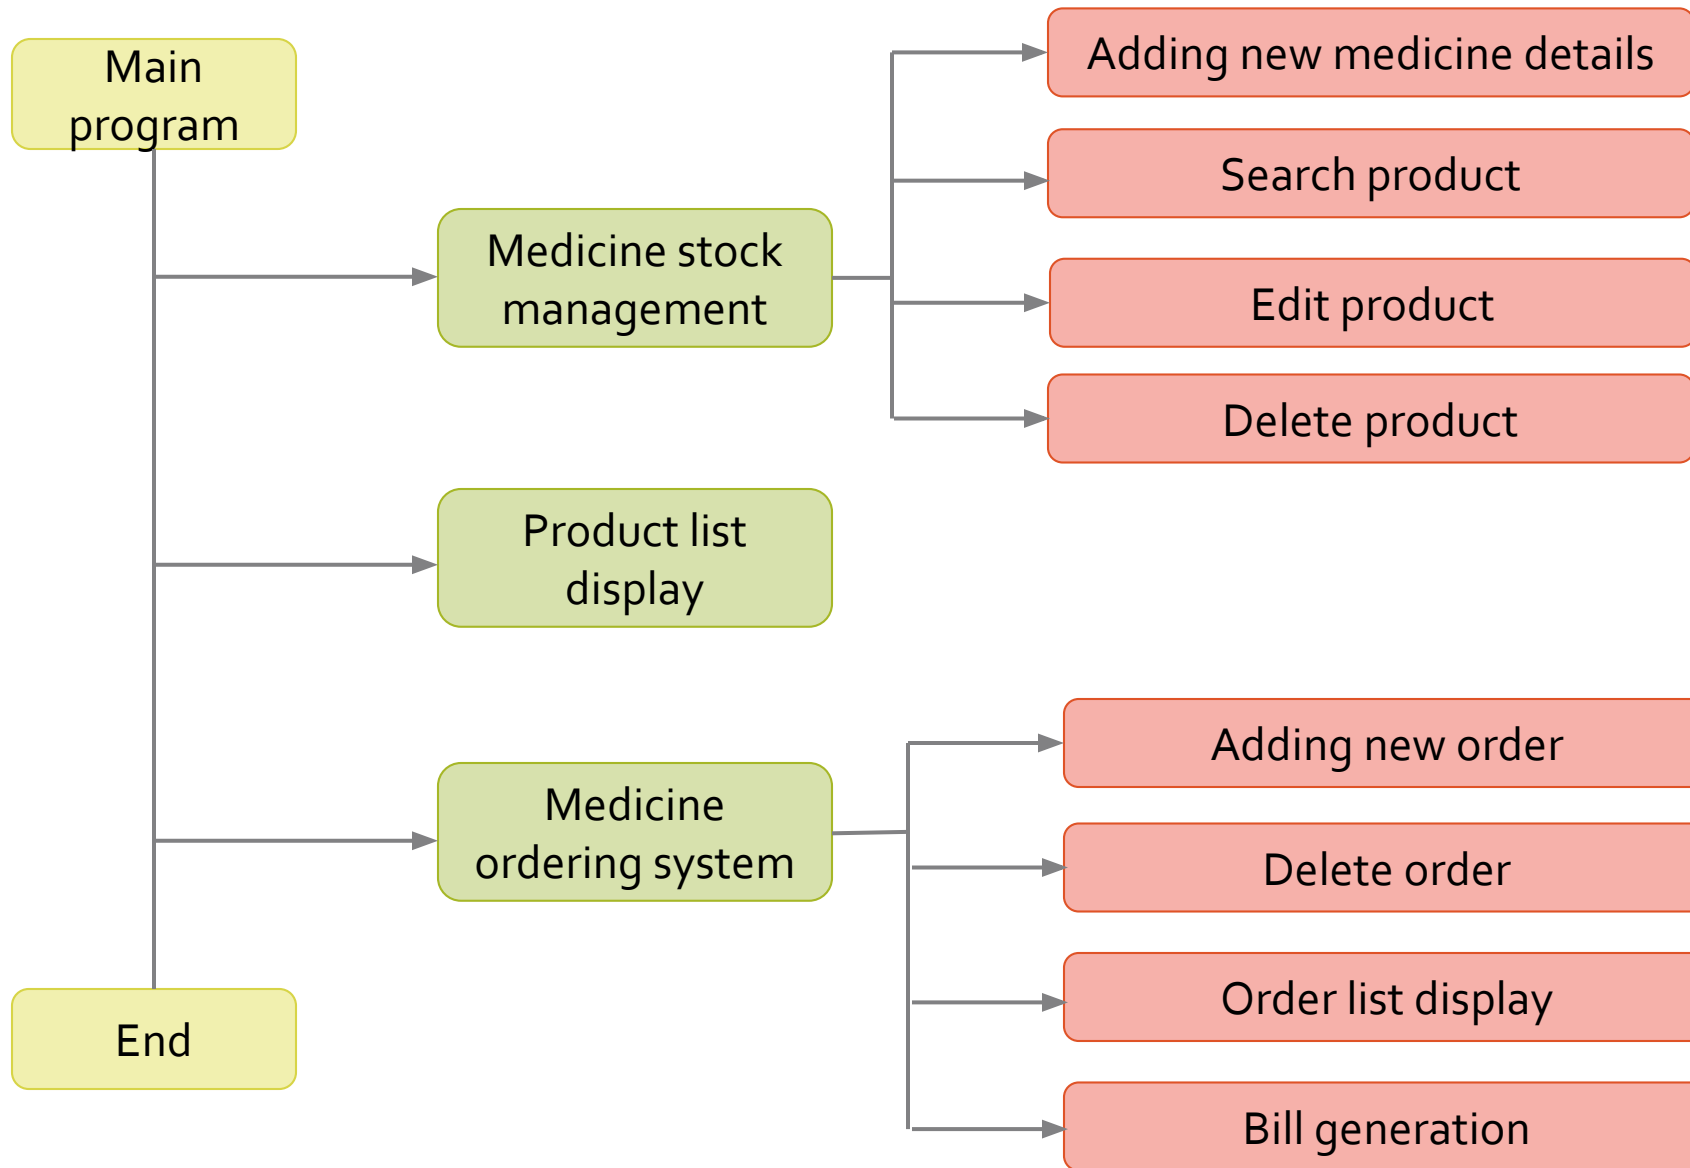 Main
program
Medicine stock
management
Adding new medicine details
Search product
Edit product
Delete product
Product list
display
Medicine
ordering system
Adding new order
Delete order
Order list display
Bill generation
End